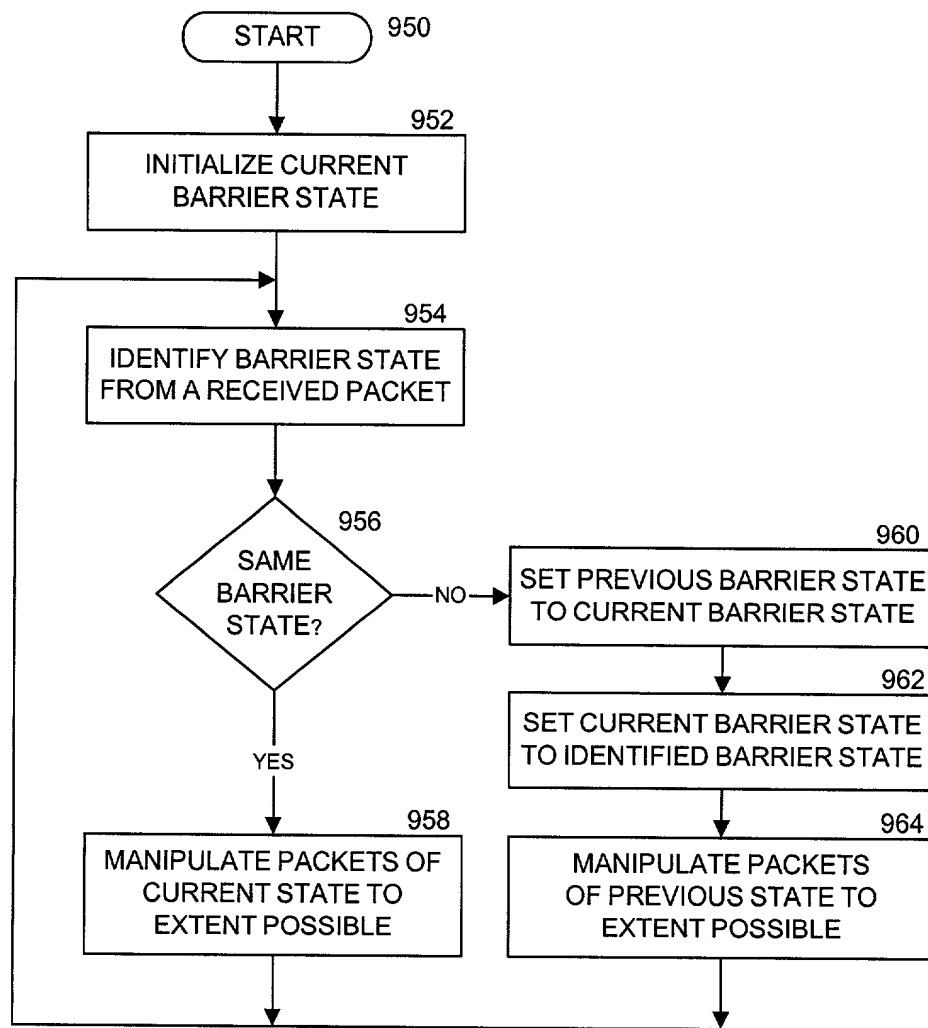 START
950
952
INITIALIZE CURRENT
BARRIER STATE
954
IDENTIFY BARRIER STATE
FROM A RECEIVED PACKET
956
SAME
BARRIER
STATE?
NO
960
SET PREVIOUS BARRIER STATE
TO CURRENT BARRIER STATE
962
SET CURRENT BARRIER STATE
TO IDENTIFIED BARRIER STATE
YES
958
MANIPULATE PACKETS OF
CURRENT STATE TO
EXTENT POSSIBLE
964
MANIPULATE PACKETS
OF PREVIOUS STATE TO
EXTENT POSSIBLE